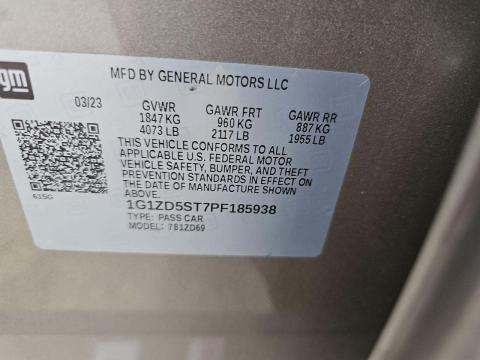 gm
MFD BY GENERAL MOTORS LLC
03/23 GVWR GAWR FRT GAWR RR
1847 KG 960 KG 887 KG
4073 LB 2117 LB 1955 LB
THIS VEHICLE CONFORMS TO ALL
APPLICABLE U.S. FEDERAL MOTOR
VEHICLE SAFETY, BUMPER, AND THEFT
PREVENTION STANDARDS IN EFFECT ON
THE DATE OF MANUFACTURE SHOWN
ABOVE
61SG
1G1ZD5ST7PF185938
TYPE: PASS CAR
MODEL: 7B1ZD69